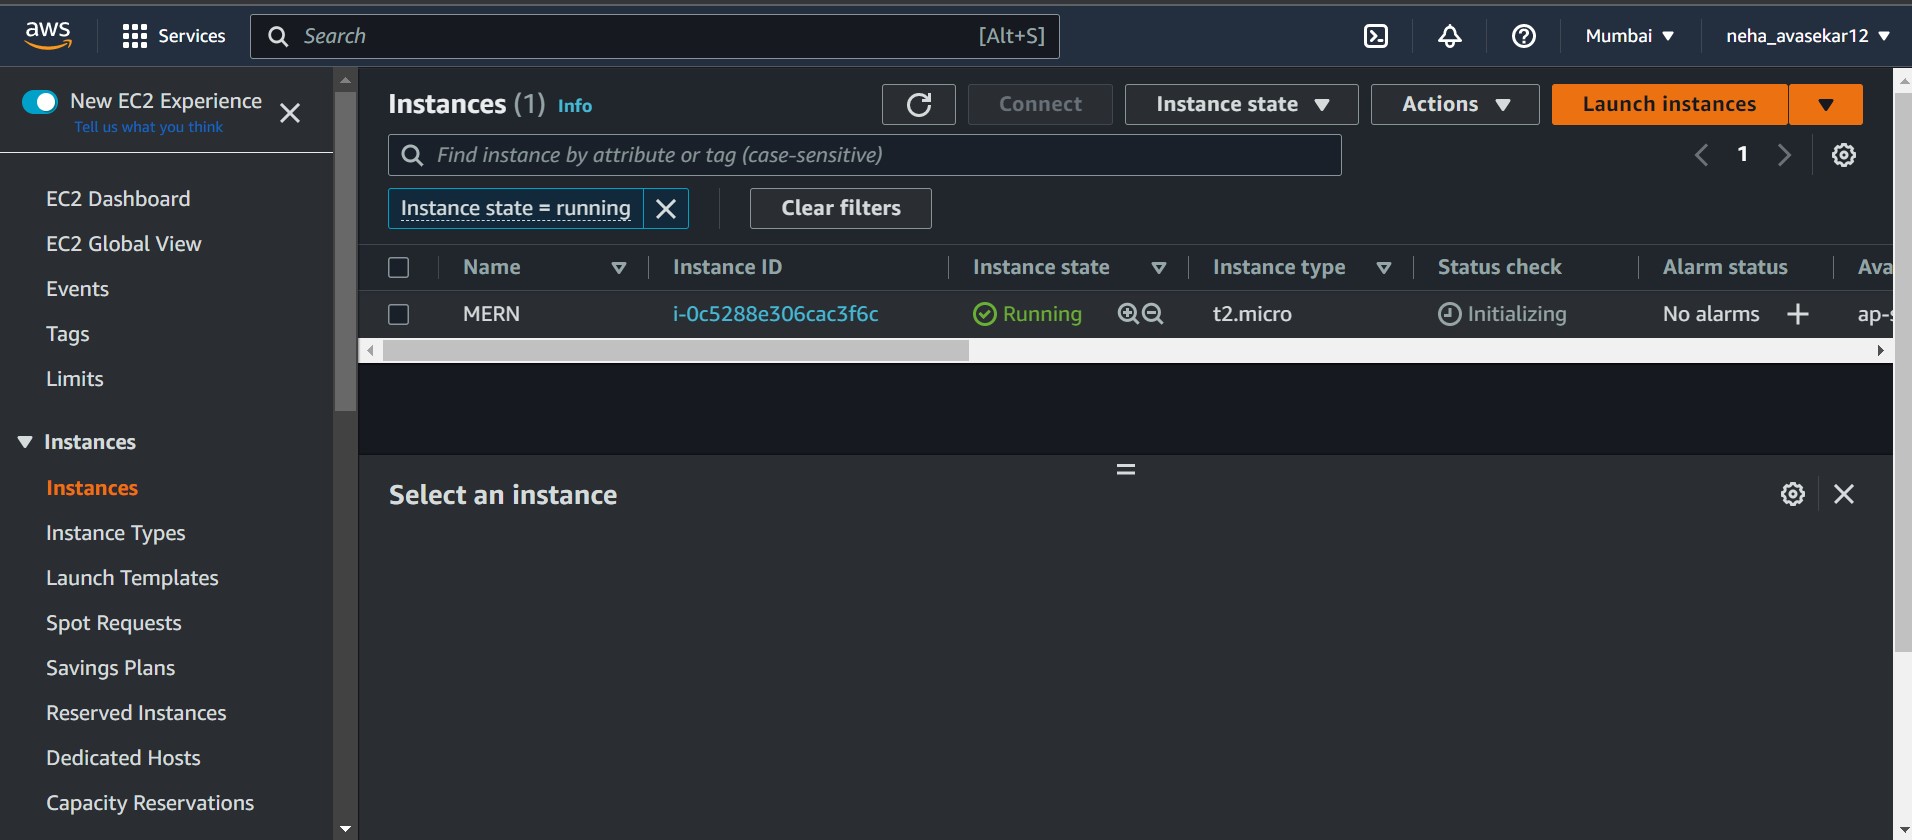 aws Services Search [Alt+S] Mumbai neha_avasekar12
New EC2 Experience
Tell us what you think
EC2 Dashboard
EC2 Global View
Events
Tags
Limits
Instances
Instances
Instance Types
Launch Templates
Spot Requests
Savings Plans
Reserved Instances
Dedicated Hosts
Capacity Reservations
Instances (1) Info Connect Instance state Actions Launch instances
Find instance by attribute or tag (case-sensitive) 1
Instance state = running Clear filters
Name Instance ID Instance state Instance type Status check Alarm status Ava
MERN i-0c5288e306cac3f6c Running t2.micro Initializing No alarms ap-s
Select an instance